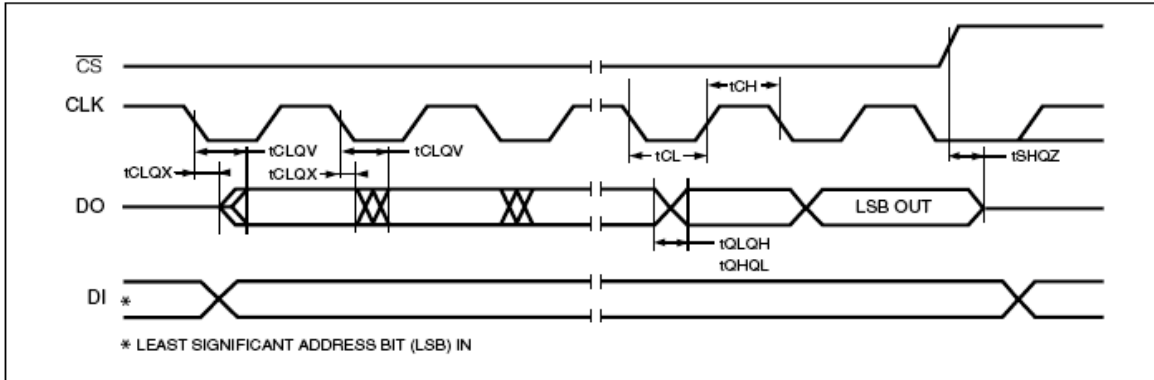 CS
CLK
tCH
tCLQV
tCLQV
tCL
tSHQZ
tCLQX
tCLQX
DO
LSB OUT
tQLQH
tQHQL
DI
*
* LEAST SIGNIFICANT ADDRESS BIT (LSB) IN